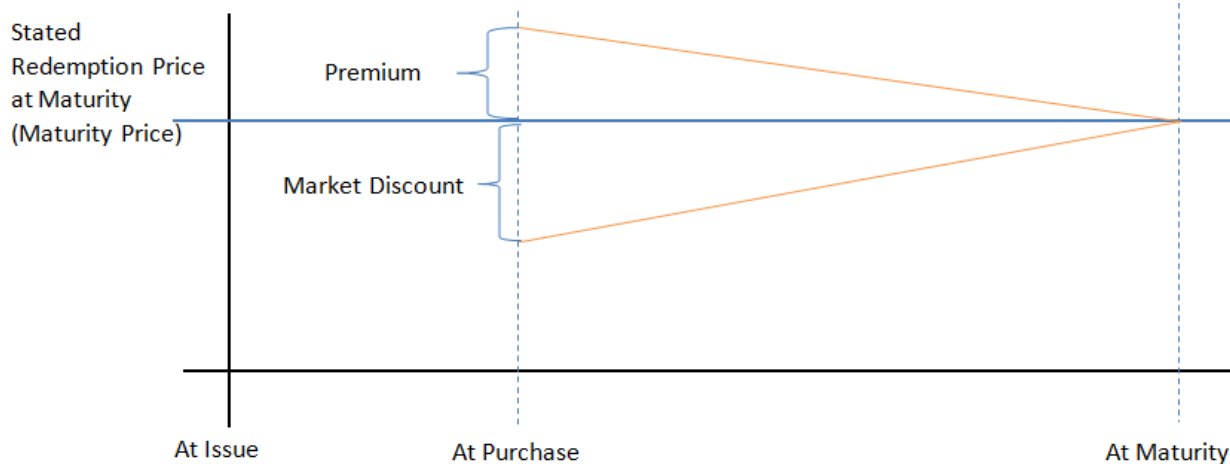 Stated
Redemption Price
at Maturity
(Maturity Price)
Premium
Market Discount
At Issue
At Purchase
At Maturity